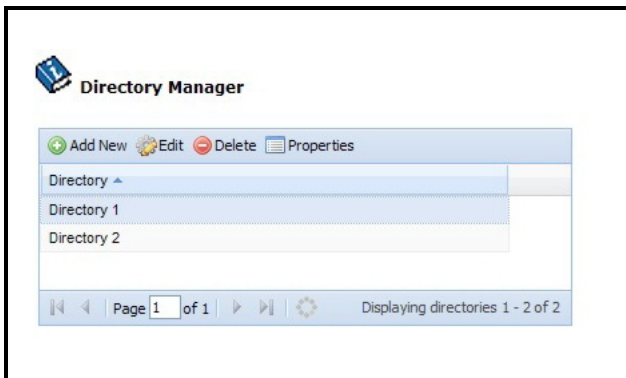 Directory Manager
Add New Edit Delete Properties
Directory
Directory 1
Directory 2
Page 1 of 1 Displaying directories 1 - 2 of 2